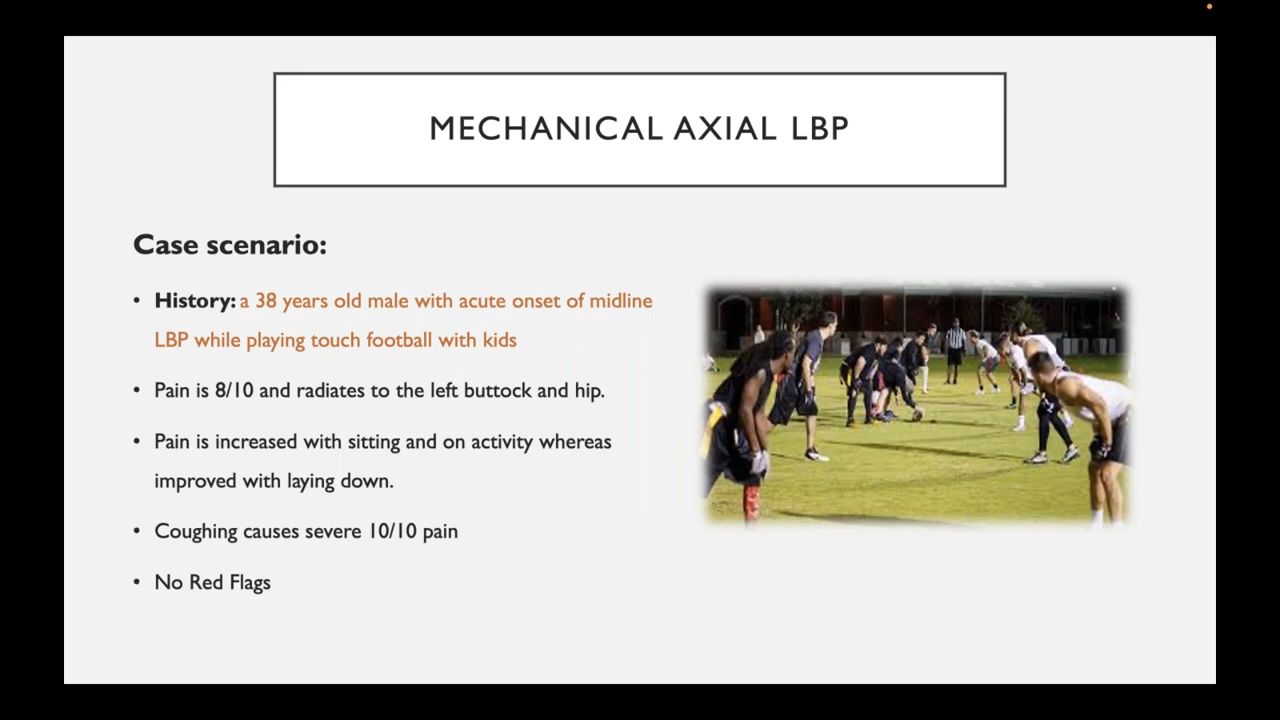 MECHANICAL AXIAL LBP
Case scenario:
• History: a 38 years old male with acute onset of midline
LBP while playing touch football with kids
• Pain is 8/10 and radiates to the left buttock and hip.
• Pain is increased with sitting and on activity whereas
improved with laying down.
• Coughing causes severe 10/10 pain
• No Red Flags